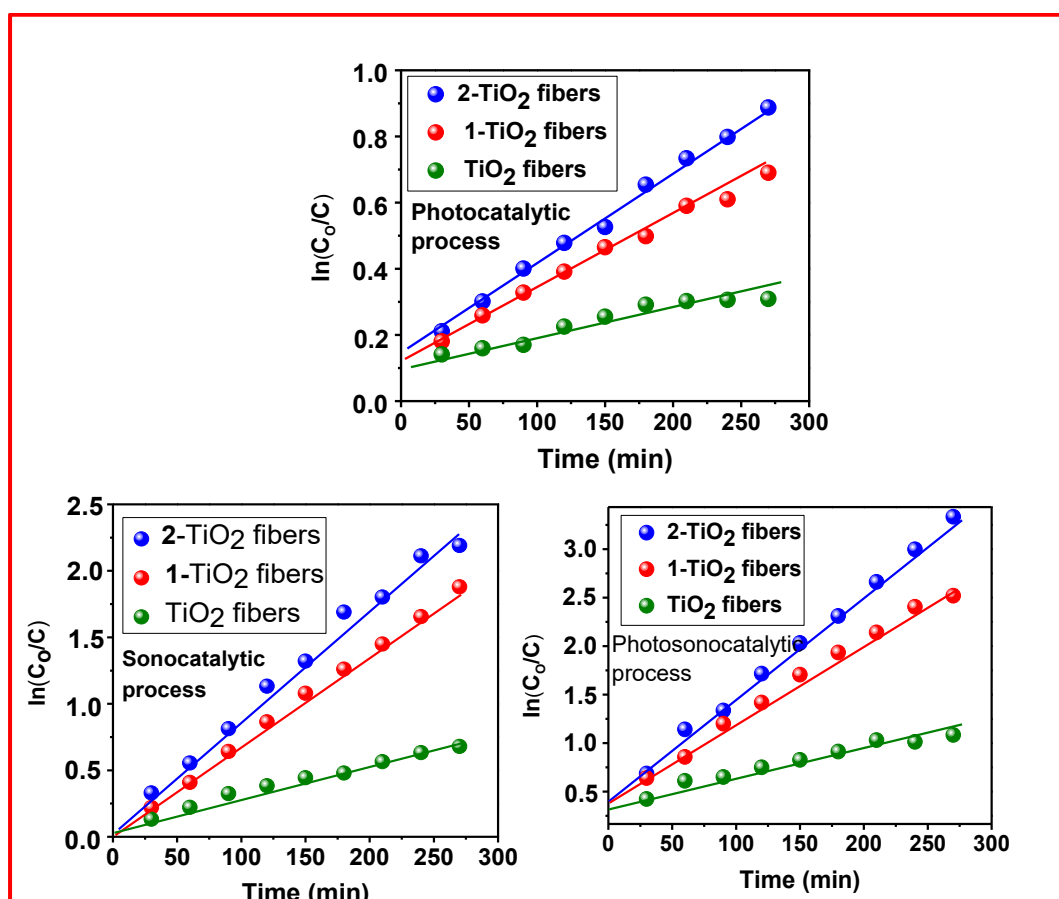 1.0
0.8
0.6
0.4
0.2
0.0
ln(Co/C)
2-TiO2 fibers
1-TiO2 fibers
TiO2 fibers
Photocatalytic
process
0 50 100 150 200 250 300
Time (min)
2.5
2.0
1.5
1.0
0.5
0.0
ln(Co/C)
2-TiO2 fibers
1-TiO2 fibers
TiO2 fibers
Sonocatalytic
process
0 50 100 150 200 250 300
Time (min)
3.0
2.5
2.0
1.5
1.0
0.5
ln(Co/C)
2-TiO2 fibers
1-TiO2 fibers
TiO2 fibers
Photosonocatalytic
process
0 50 100 150 200 250 300
Time (min)